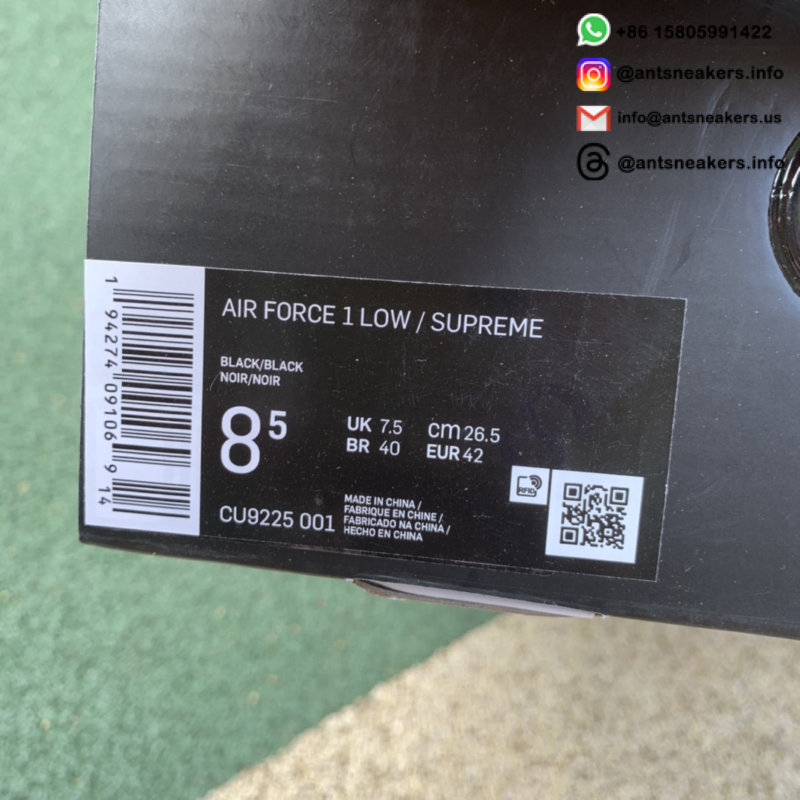 +86 15805991422
@antsneakers.info
info@antsneakers.us
@antsneakers.info
AIR FORCE 1 LOW / SUPREME
BLACK/BLACK
NOIR/NOIR
8⁵
UK 7.5 cm 26.5
BR 40 EUR 42
RFID
CU9225 001
MADE IN CHINA /
FABRIQUE EN CHINE /
FABRICADO NA CHINA /
HECHO EN CHINA
1 94274 09106 9 14